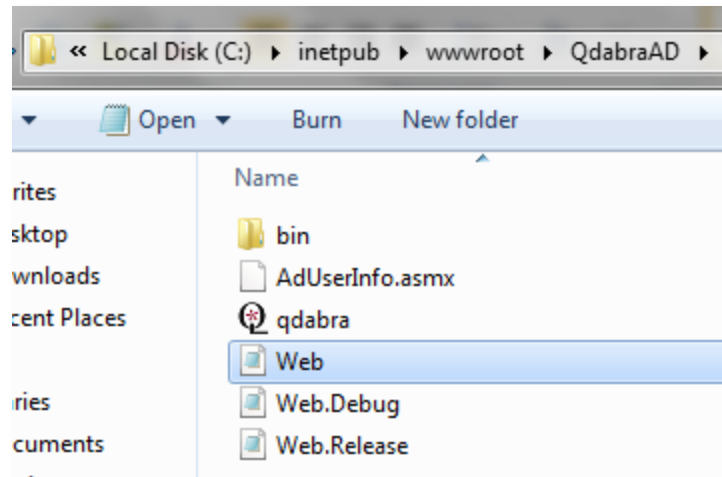 « Local Disk (C:) ▸ inetpub ▸ wwwroot ▸ QdabraAD ▸
Open Burn New folder
rites
sktop
wnloads
cent Places
ries
cuments
Name
bin
AdUserInfo.asmx
qdabra
Web
Web.Debug
Web.Release